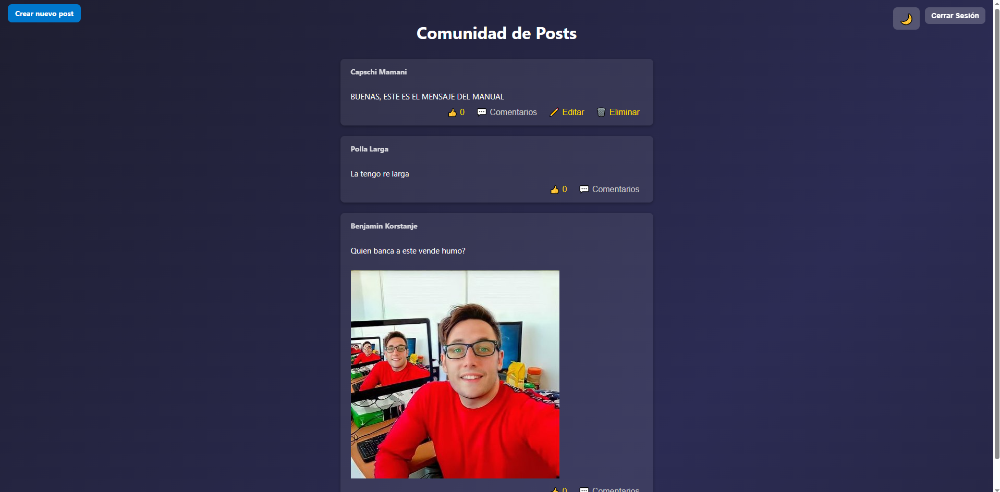 Crear nuevo post
Cerrar Sesión
Comunidad de Posts
Capschi Mamani
BUENAS, ESTE ES EL MENSAJE DEL MANUAL
👍 0 💬 Comentarios ✏️ Editar 🗑️ Eliminar
Polla Larga
La tengo re larga
👍 0 💬 Comentarios
Benjamin Korstanje
Quien banca a este vende humo?
👍 0 💬 Comentarios